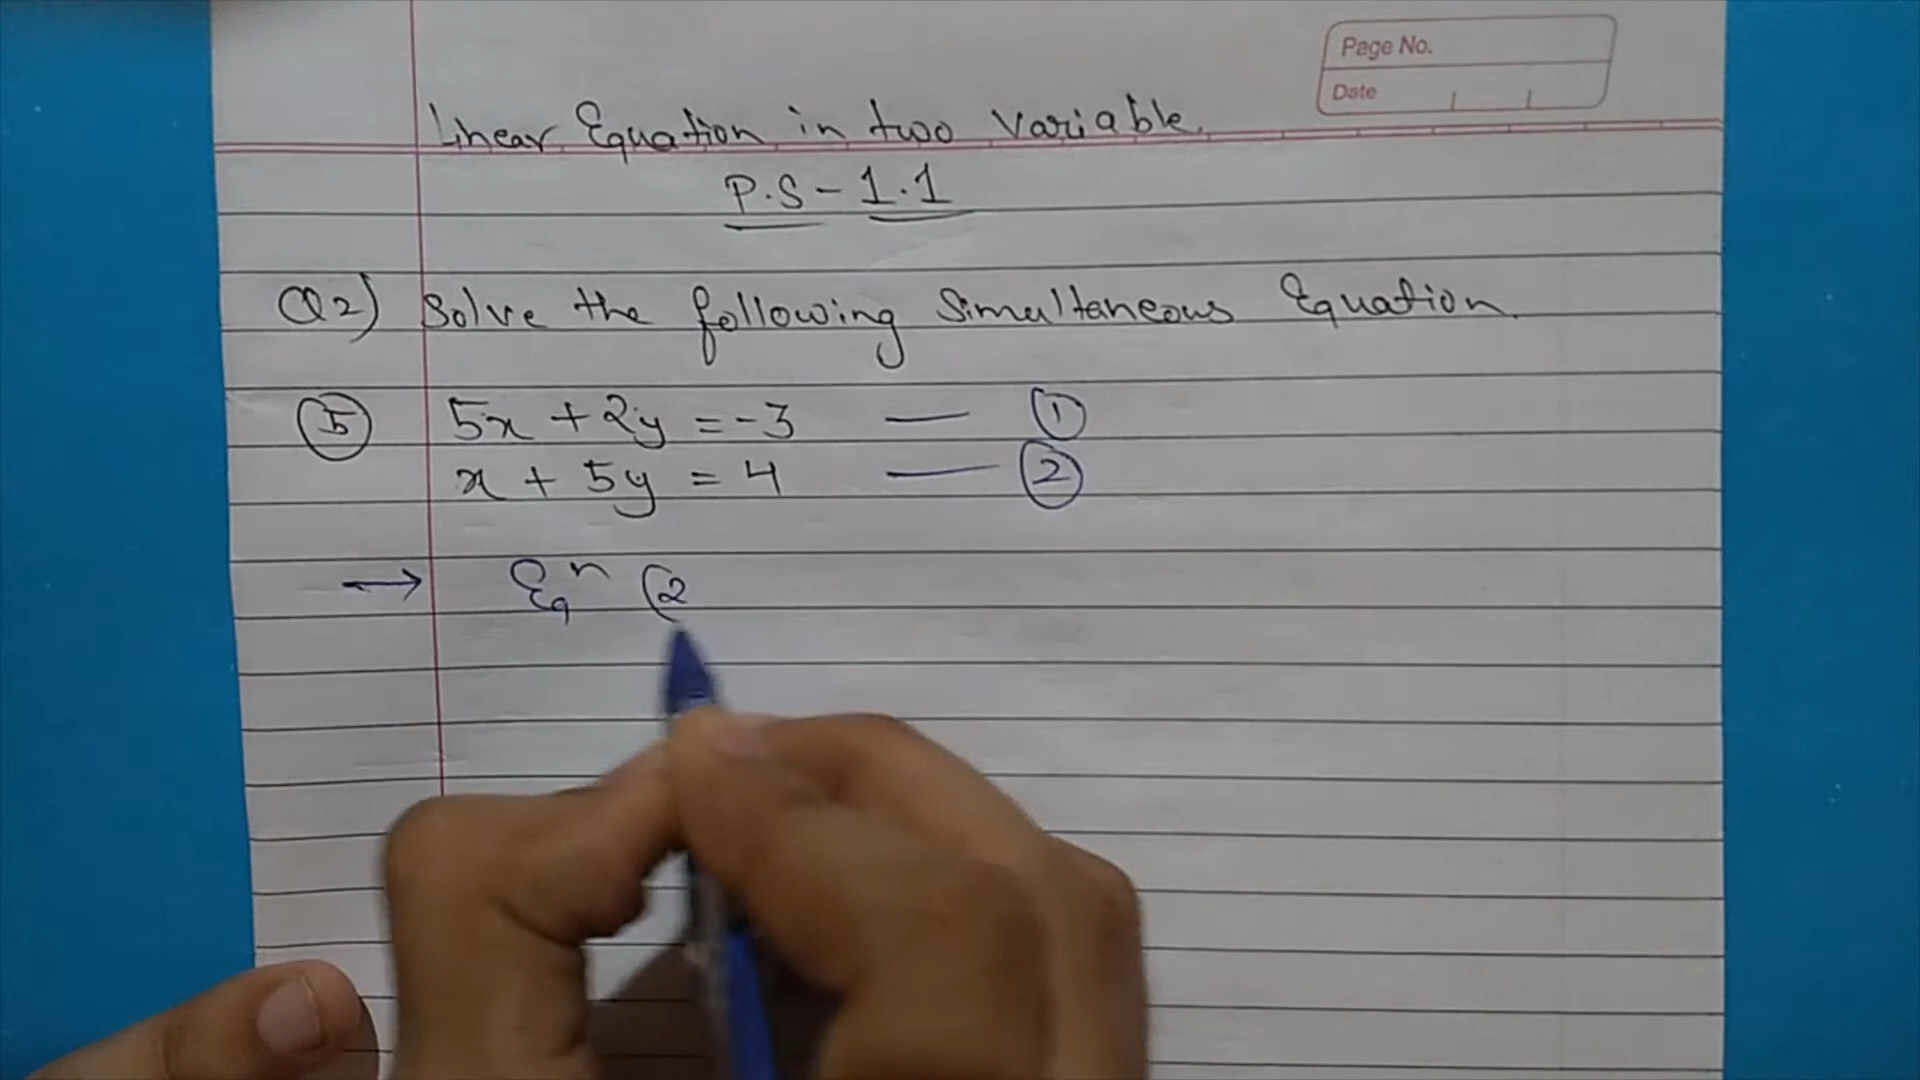 Page No.
Date
Linear Equation in two variable.
P.S - 1.1
Q2) Solve the following Simultaneous Equation.
5 5x + 2y = -3 — 1
x + 5y = 4 — 2
→ Eqn (2